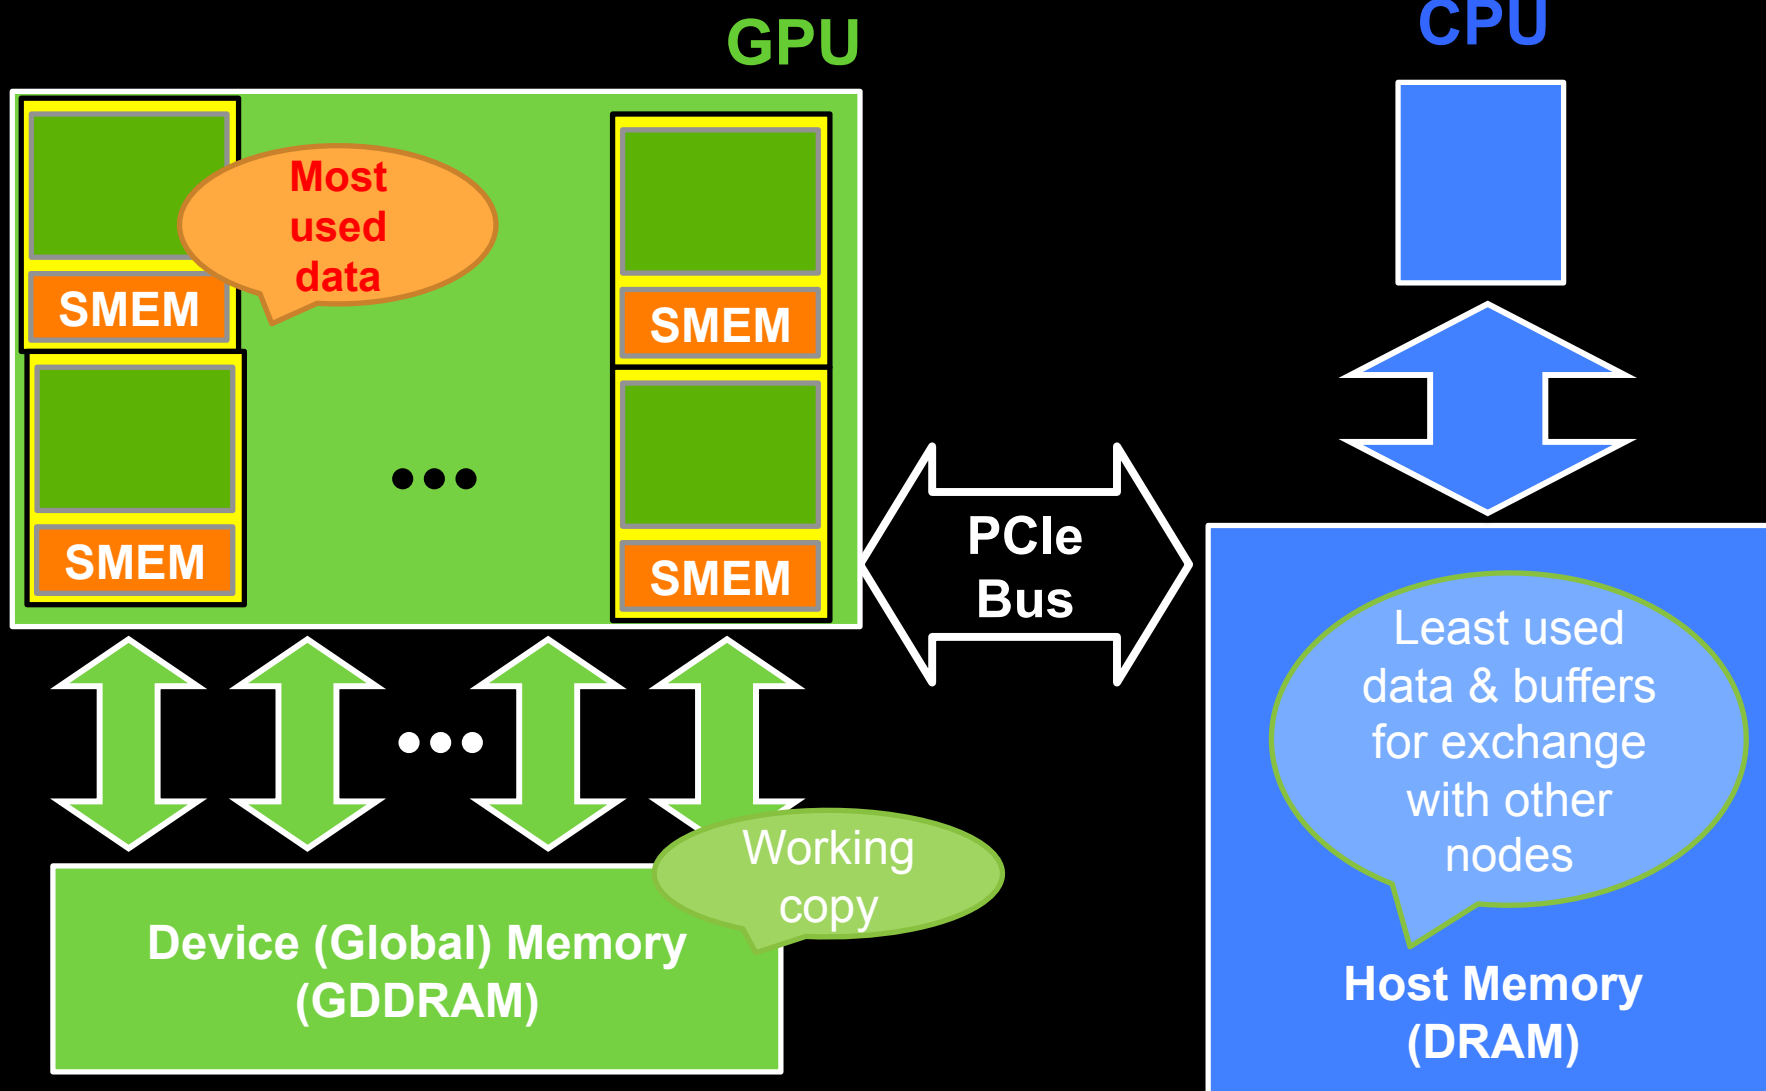 GPU
CPU
Most
used
data
SMEM
SMEM
SMEM
SMEM
PCIe
Bus
Least used
data & buffers
for exchange
with other
nodes
Working
copy
Device (Global) Memory
(GDDRAM)
Host Memory
(DRAM)